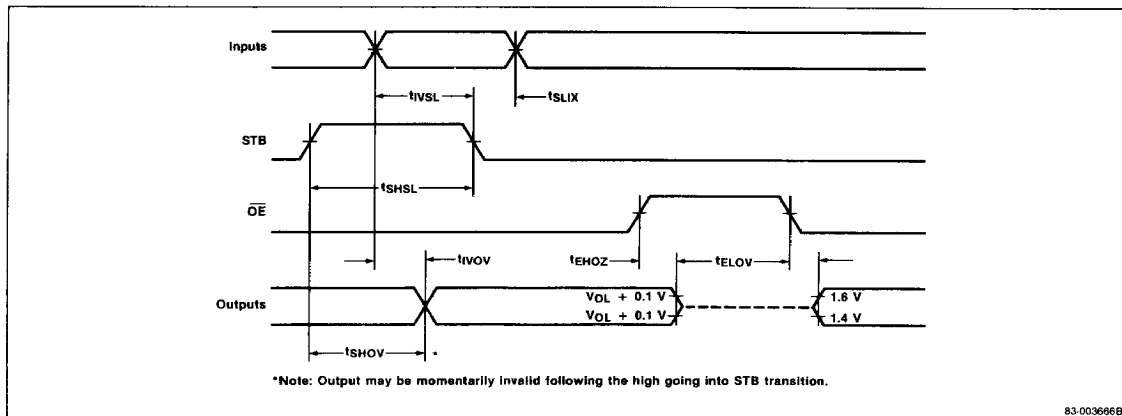 Inputs
tIVSL
tSLIX
STB
tSHSL
OE
tIVOV
tEHOZ
tELOV
Outputs
VOL + 0.1 V
1.6 V
VOL + 0.1 V
1.4 V
tSHOV
*
*Note: Output may be momentarily invalid following the high going into STB transition.
83-003666B